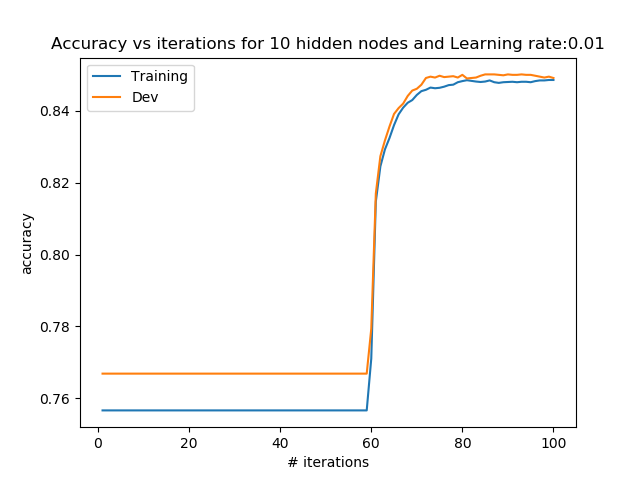 Accuracy vs iterations for 10 hidden nodes and Learning rate:0.01
Training
Dev
0.84
0.82
0.80
0.78
0.76
accuracy
0 20 40 60 80 100
# iterations